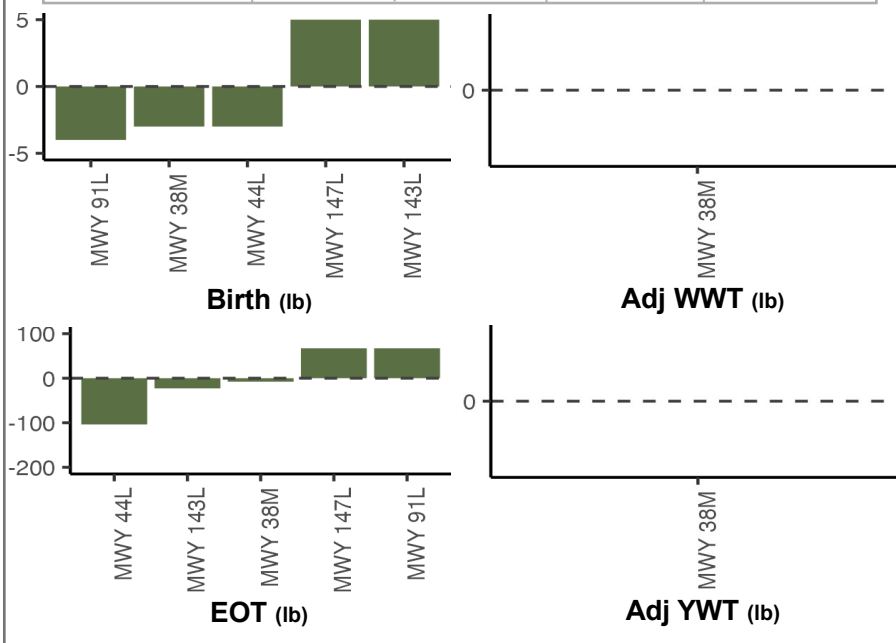 5
0
-5
MWY 91L
MWY 38M
MWY 44L
MWY 147L
MWY 143L
Birth (lb)
0
MWY 38M
Adj WWT (lb)
100
0
-100
-200
MWY 44L
MWY 143L
MWY 38M
MWY 147L
MWY 91L
EOT (lb)
0
MWY 38M
Adj YWT (lb)